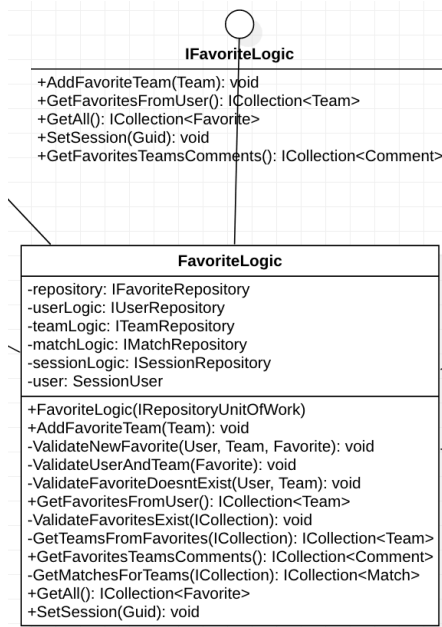 IFavoriteLogic
+AddFavoriteTeam(Team): void
+GetFavoritesFromUser(): ICollection<Team>
+GetAll(): ICollection<Favorite>
+SetSession(Guid): void
+GetFavoritesTeamsComments(): ICollection<Comment>
FavoriteLogic
-repository: IFavoriteRepository
-userLogic: IUserRepository
-teamLogic: ITeamRepository
-matchLogic: IMatchRepository
-sessionLogic: ISessionRepository
-user: SessionUser
+FavoriteLogic(IRepositoryUnitOfWork)
+AddFavoriteTeam(Team): void
-ValidateNewFavorite(User, Team, Favorite): void
-ValidateUserAndTeam(Favorite): void
-ValidateFavoriteDoesntExist(User, Team): void
+GetFavoritesFromUser(): ICollection<Team>
-ValidateFavoritesExist(ICollection): void
-GetTeamsFromFavorites(ICollection): ICollection<Team>
+GetFavoritesTeamsComments(): ICollection<Comment>
-GetMatchesForTeams(ICollection): ICollection<Match>
+GetAll(): ICollection<Favorite>
+SetSession(Guid): void